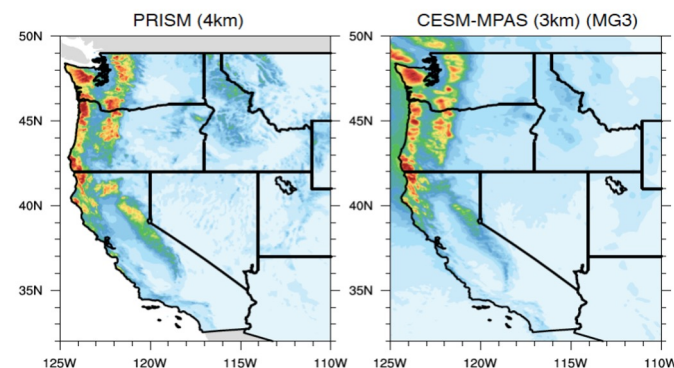 PRISM (4km) CESM-MPAS (3km) (MG3)
50N 50N
45N 45N
40N 40N
35N 35N
125W 120W 115W 110W 125W 120W 115W 110W